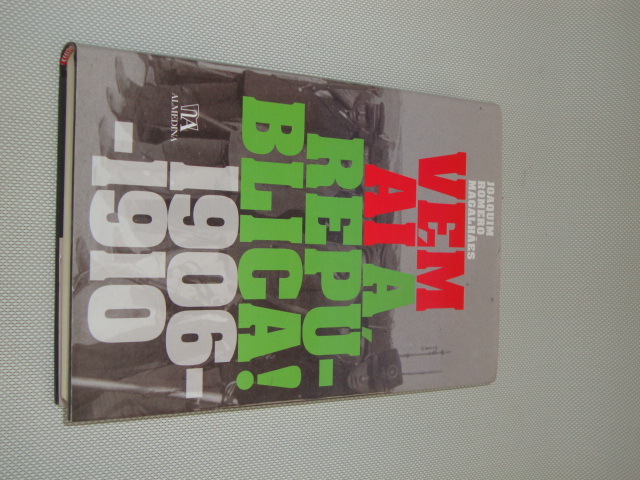 JOAQUIM
ROMERO
MAGALHÃES
VEM
AÍ A
REPÚ-
BLICA!
1906-
-1910
ALMEDINA